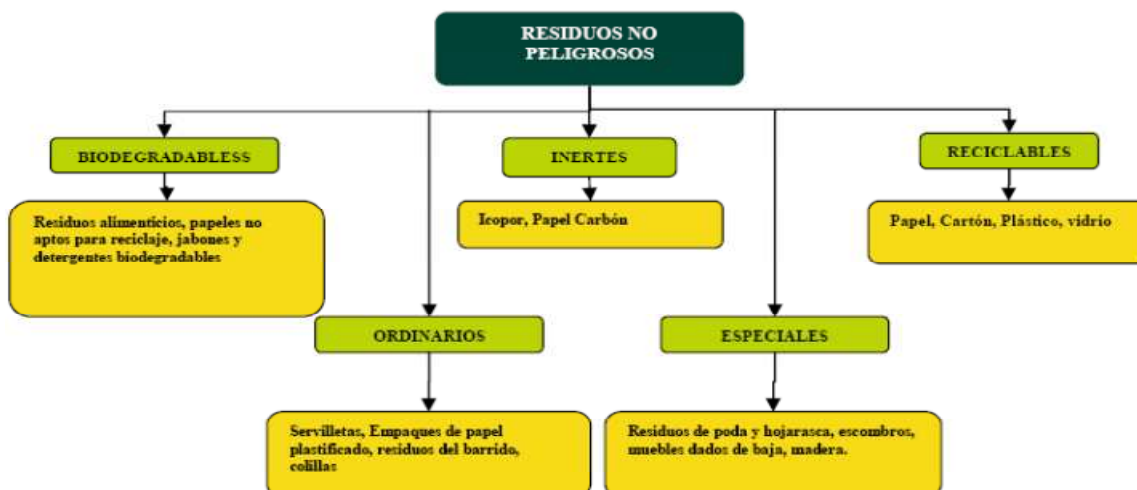 RESIDUOS NO
PELIGROSOS
BIODEGRADABLESS
INERTES
RECICLABLES
Residuos alimenticios, papeles no
aptos para reciclaje, jabones y
detergentes biodegradables
Icopor, Papel Carbón
Papel, Cartón, Plástico, vidrio
ORDINARIOS
ESPECIALES
Servilletas, Empaques de papel
plastificado, residuos del barrido,
colillas
Residuos de poda y hojarasca, escombros,
muebles dados de baja, madera.